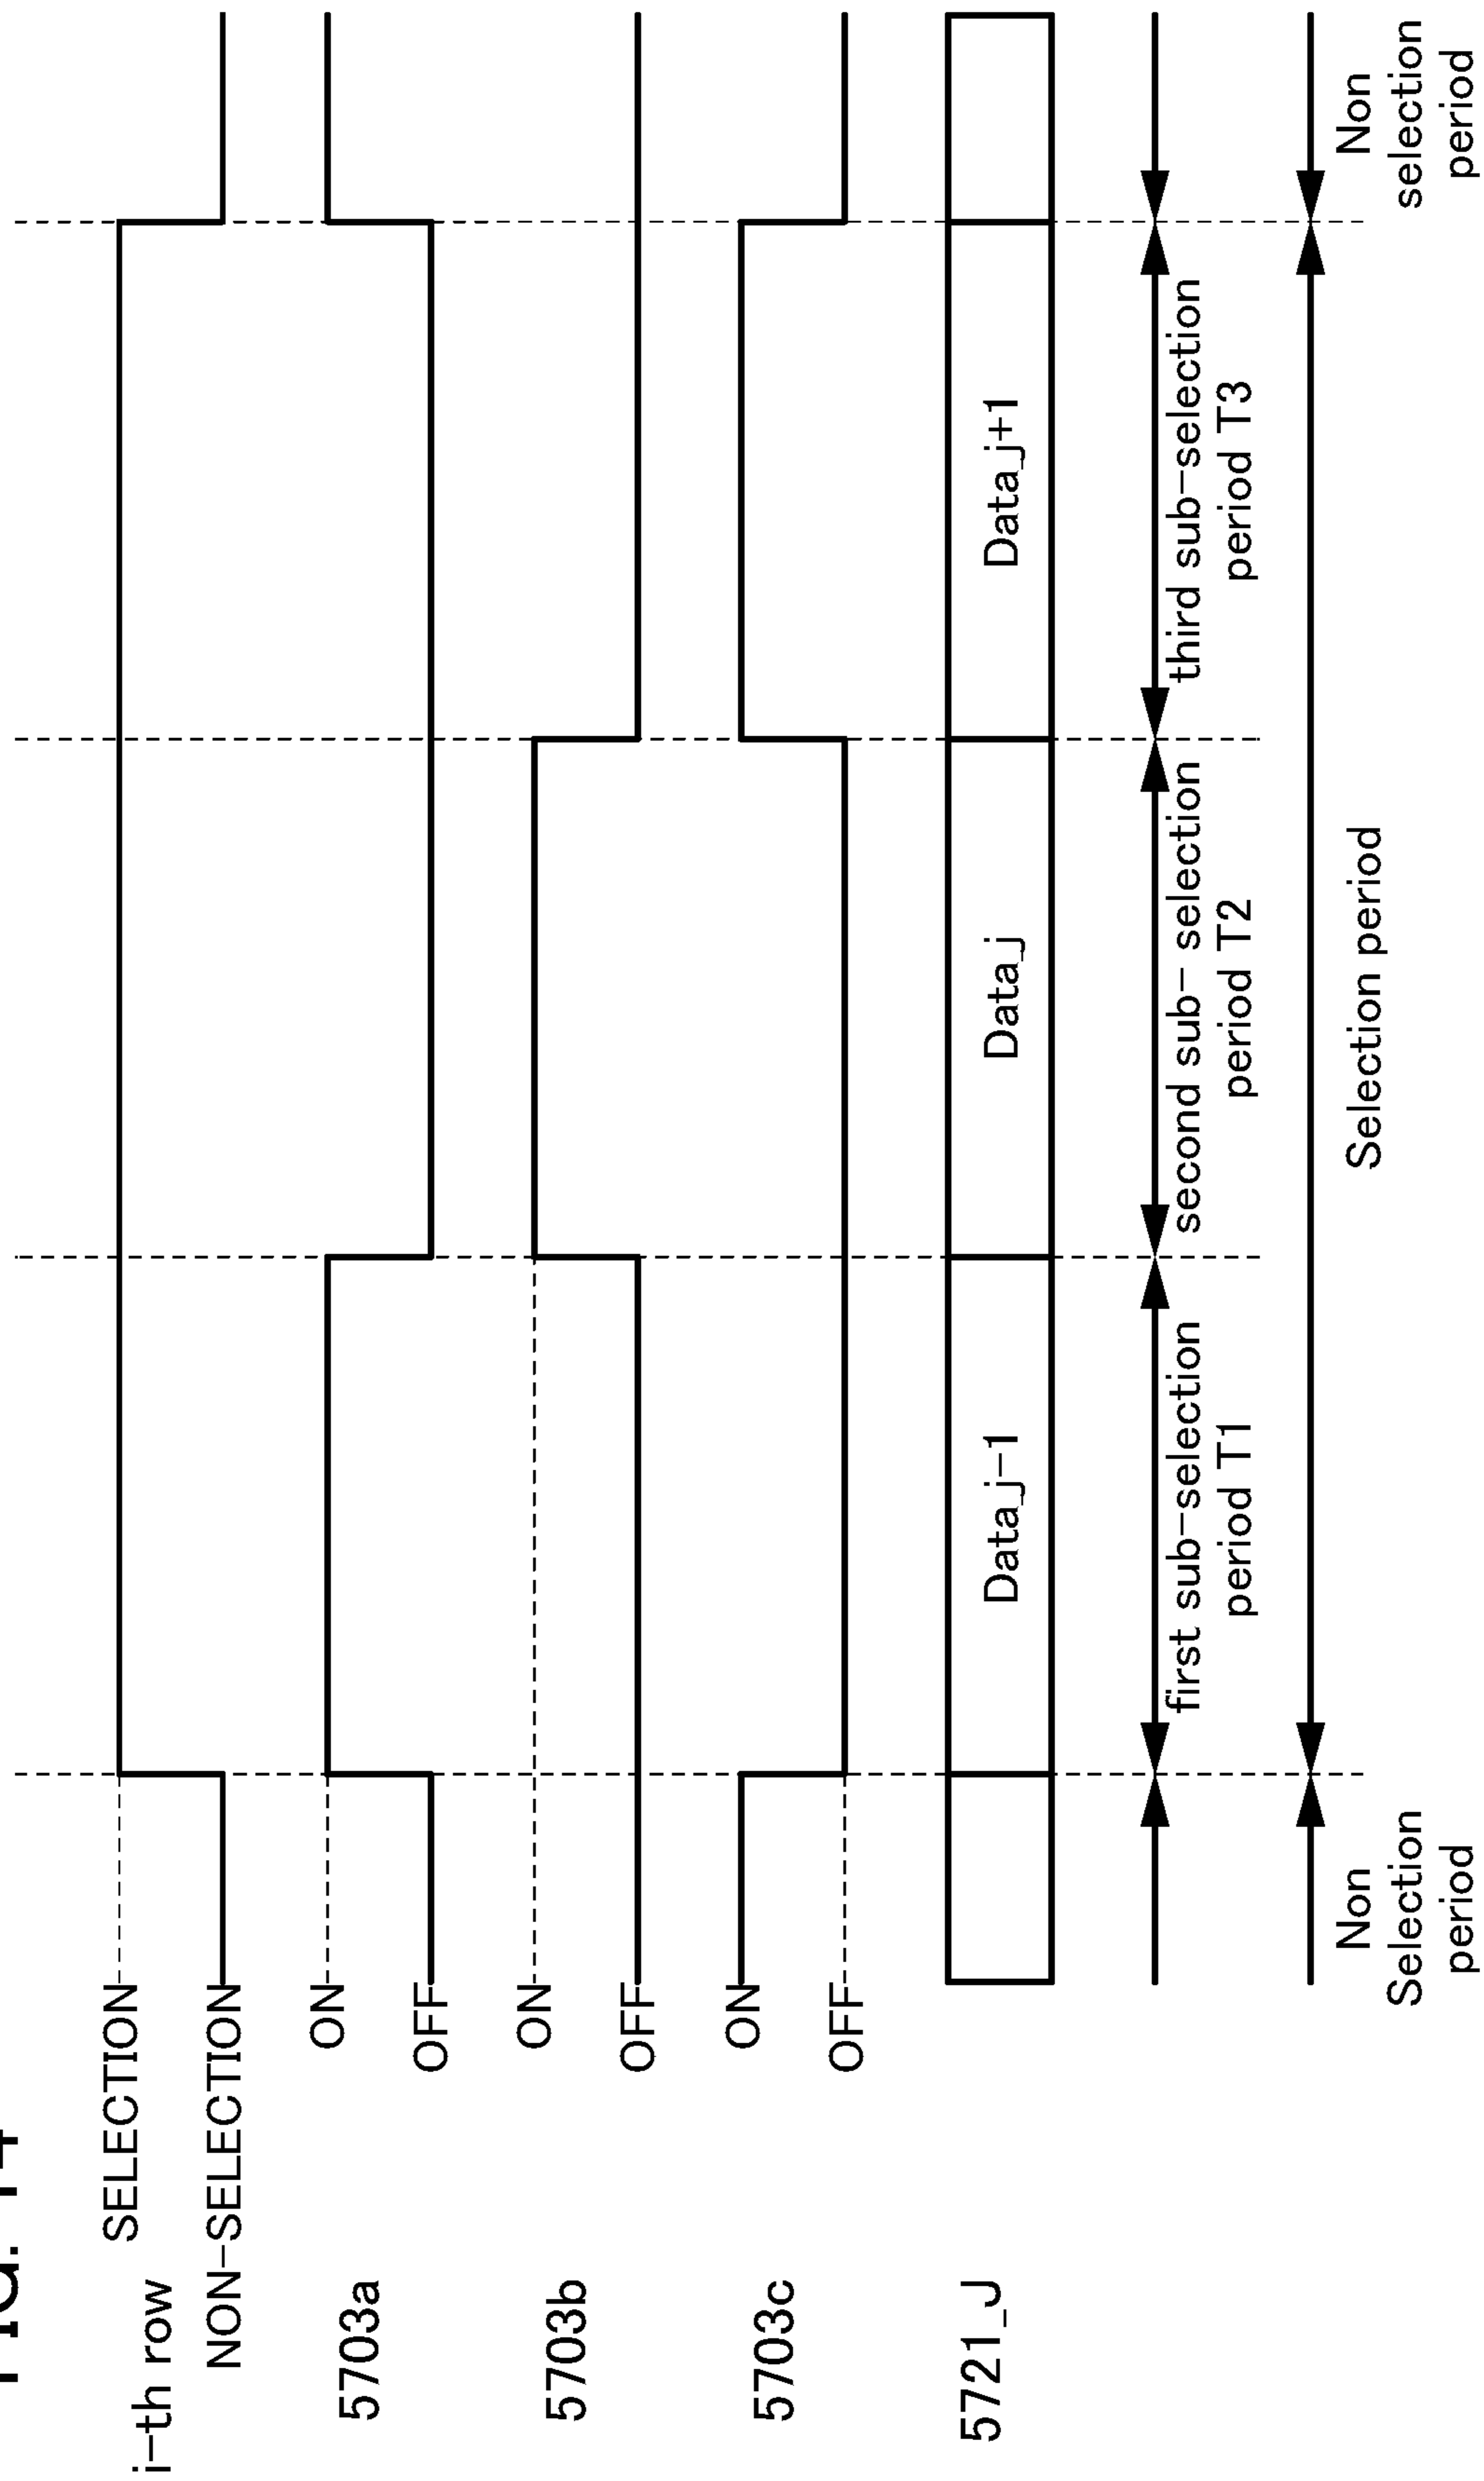 FIG. 14
i-th row
SELECTION
NON-SELECTION
5703a
ON
OFF
5703b
ON
OFF
5703c
ON
OFF
5721_J
Data_j-1
Data_j
Data_j+1
first sub-selection
period T1
second sub- selection
period T2
third sub-selection
period T3
Non
Selection
period
Selection period
Non
selection
period